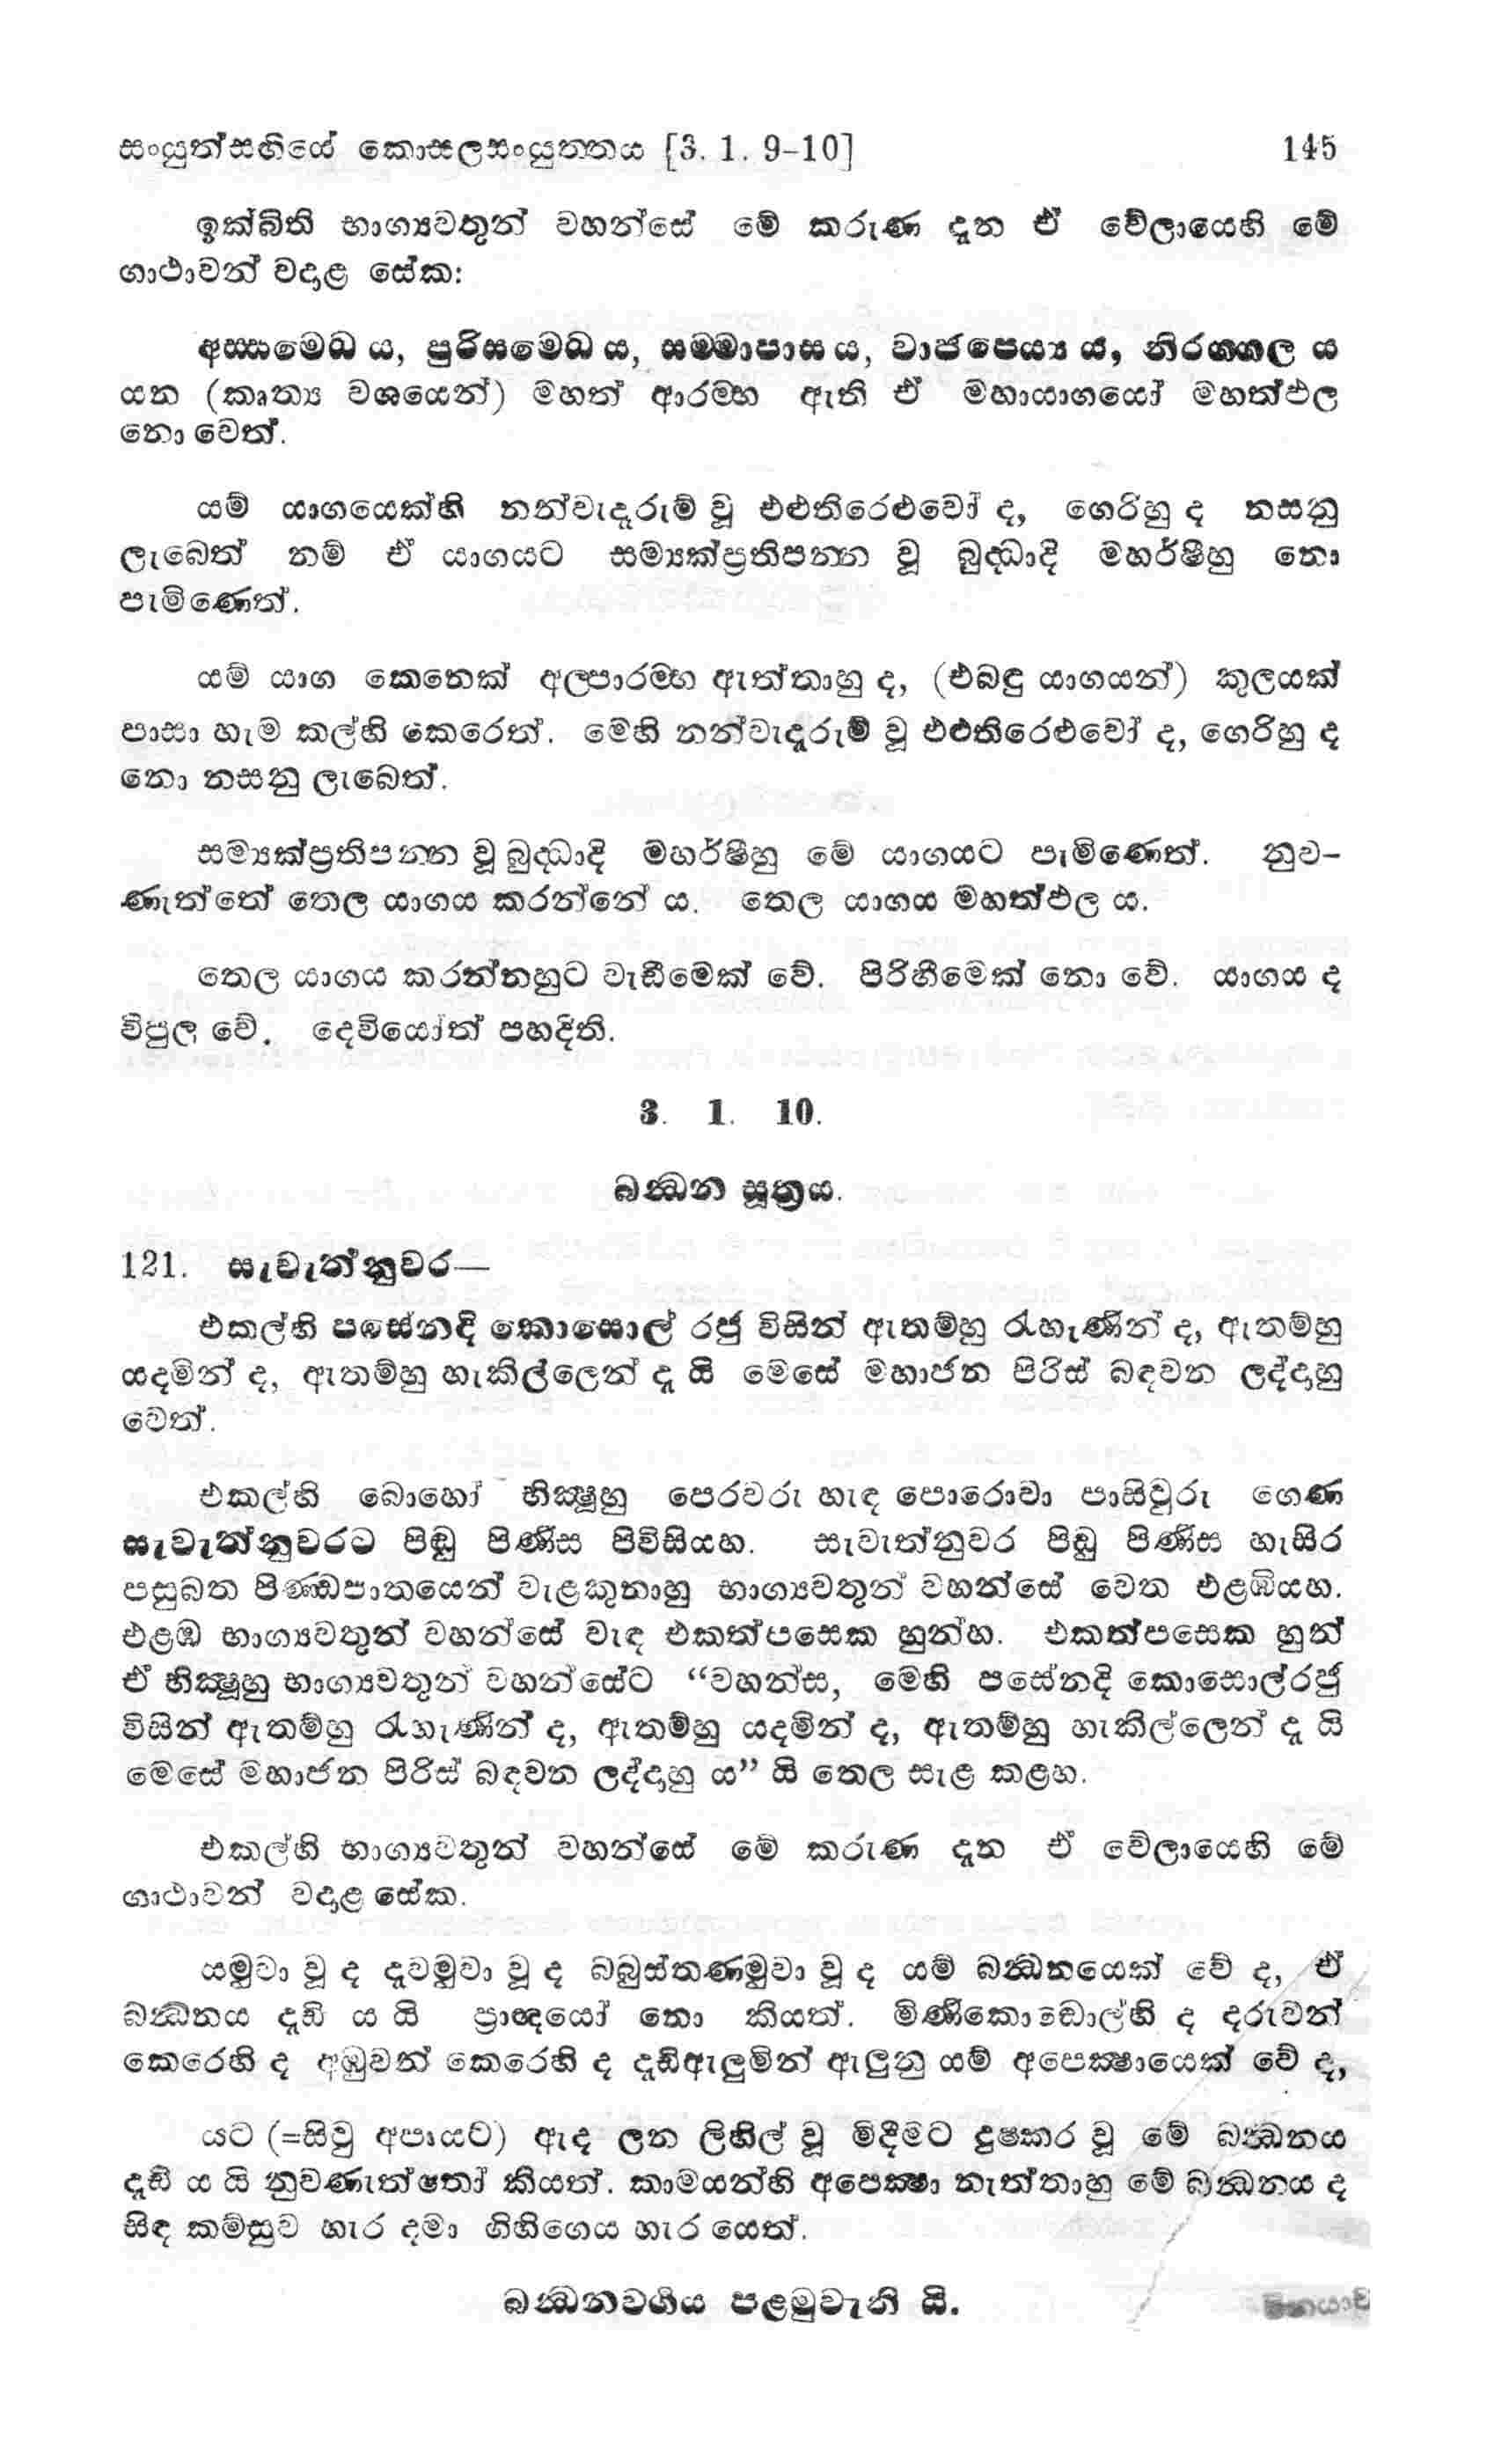 සංයුත්සඟියේ කොසලසංයුත්තය [3. 1. 9-10] 145
ඉක්බිති භාග්‍යවතුන් වහන්සේ මේ කරුණ දැන ඒ වේලායෙහි මේ
ගාථාවන් වදාළ සේක:
අස්සමෙධ ය, පුරිසමෙධ ය, සම්මාපාස ය, වාජපෙය්‍ය ය, නිරග්ගල ය
යන (කෘත්‍ය වශයෙන්) මහත් ආරම්භ ඇති ඒ මහායාගයෝ මහත්ඵල
නො වෙත්.
යම් යාගයෙක්හි නන්වැදෑරුම් වූ එළුතිරෙළුවෝ ද, ගෙරිහු ද නසනු
ලැබෙත් නම් ඒ යාගයට සම්‍යක්ප්‍රතිපන්න වූ බුද්ධාදි මහර්ෂීහු නො
පැමිණෙත්.
යම් යාග කෙනෙක් අල්පාරම්භ ඇත්තාහු ද, (එබඳු යාගයන්) කුලයක්
පාසා හැම කල්හි කෙරෙත්. මෙහි නන්වැදෑරුම් වූ එළුතිරෙළුවෝ ද, ගෙරිහු ද
නො නසනු ලැබෙත්.
සම්‍යක්ප්‍රතිපන්න වූ බුද්ධාදි මහර්ෂීහු මේ යාගයට පැමිණෙත්. නුව-
ණැත්තේ තෙල යාගය කරන්නේ ය. තෙල යාගය මහත්ඵල ය.
තෙල යාගය කරන්නහුට වැඩීමෙක් වේ. පිරිහීමෙක් නො වේ. යාගය ද
විපුල වේ. දෙවියෝත් පහදිති.
3. 1. 10.
බන්ධන සූත්‍රය.
121. සැවැත්නුවර—
එකල්හි පසේනදි කොසොල් රජු විසින් ඇතම්හු රැහැණින් ද, ඇතම්හු
යදමින් ද, ඇතම්හු හැකිල්ලෙන් දැ යි මෙසේ මහාජන පිරිස් බඳවන ලද්දාහු
වෙත්.
එකල්හි බොහෝ භික්ෂූහු පෙරවරු හැඳ පොරොවා පාසිවුරු ගෙණ
සැවැත්නුවරට පිඬු පිණිස පිවිසියහ. සැවැත්නුවර පිඬු පිණිස හැසිර
පසුබත පිණ්ඩපාතයෙන් වැළකුනාහු භාග්‍යවතුන් වහන්සේ වෙත එළඹියහ.
එළඹ භාග්‍යවතුන් වහන්සේ වැඳ එකත්පසෙක හුන්හ. එකත්පසෙක හුන්
ඒ භික්ෂූහු භාග්‍යවතුන් වහන්සේට “වහන්ස, මෙහි පසේනදි කොසොල්රජු
විසින් ඇතම්හු රැහැණින් ද, ඇතම්හු යදමින් ද, ඇතම්හු හැකිල්ලෙන් දැ යි
මෙසේ මහාජන පිරිස් බඳවන ලද්දාහු ය” යි තෙල සැළ කළහ.
එකල්හි භාග්‍යවතුන් වහන්සේ මේ කරුණ දැන ඒ වේලායෙහි මේ
ගාථාවන් වදාළ සේක.
යමුවා වූ ද දැවමුවා වූ ද බබුස්තණමුවා වූ ද යම් බන්ධනයෙක් වේ ද, ඒ
බන්ධනය දැඩි ය යි ප්‍රාඥයෝ නො කියත්. මිණිකොඩොල්හි ද දරුවන්
කෙරෙහි ද අඹුවන් කෙරෙහි ද දැඩිඇලුමින් ඇලුනු යම් අපෙක්ෂායෙක් වේ ද,
යට (=සිවු අපායට) ඇද ලන ලිහිල් වූ මිදීමට දුෂ්කර වූ මේ බන්ධනය
දැඩි ය යි නුවණැත්තෝ කියත්. කාමයන්හි අපෙක්ෂා නැත්තාහු මේ බන්ධනය ද
සිඳ කම්සුව හැර දමා ගිහිගෙය හැර යෙත්.
බන්ධනවර්ගය පළමුවැනි යි.